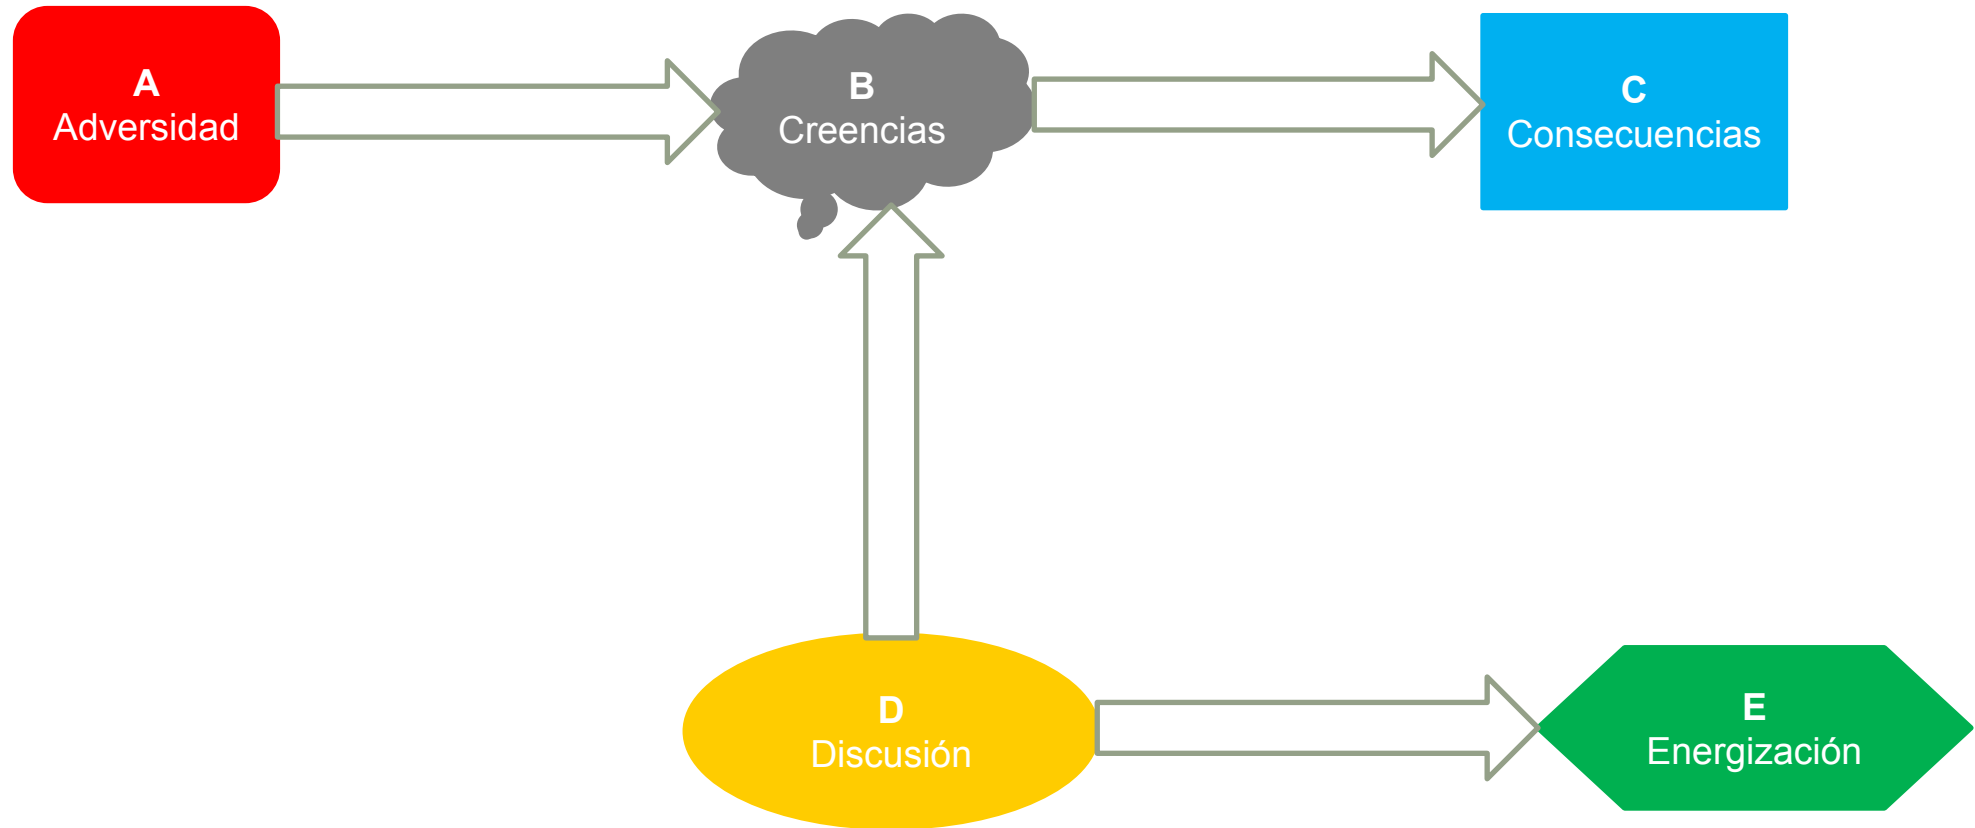 A
Adversidad
B
Creencias
C
Consecuencias
D
Discusión
E
Energización